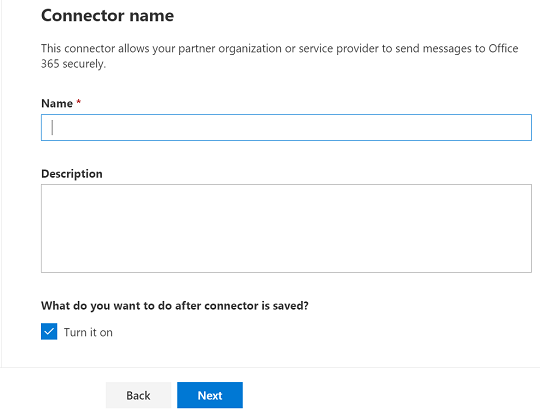 Connector name
This connector allows your partner organization or service provider to send messages to Office
365 securely.
Name *
Description
What do you want to do after connector is saved?
Turn it on
Back
Next